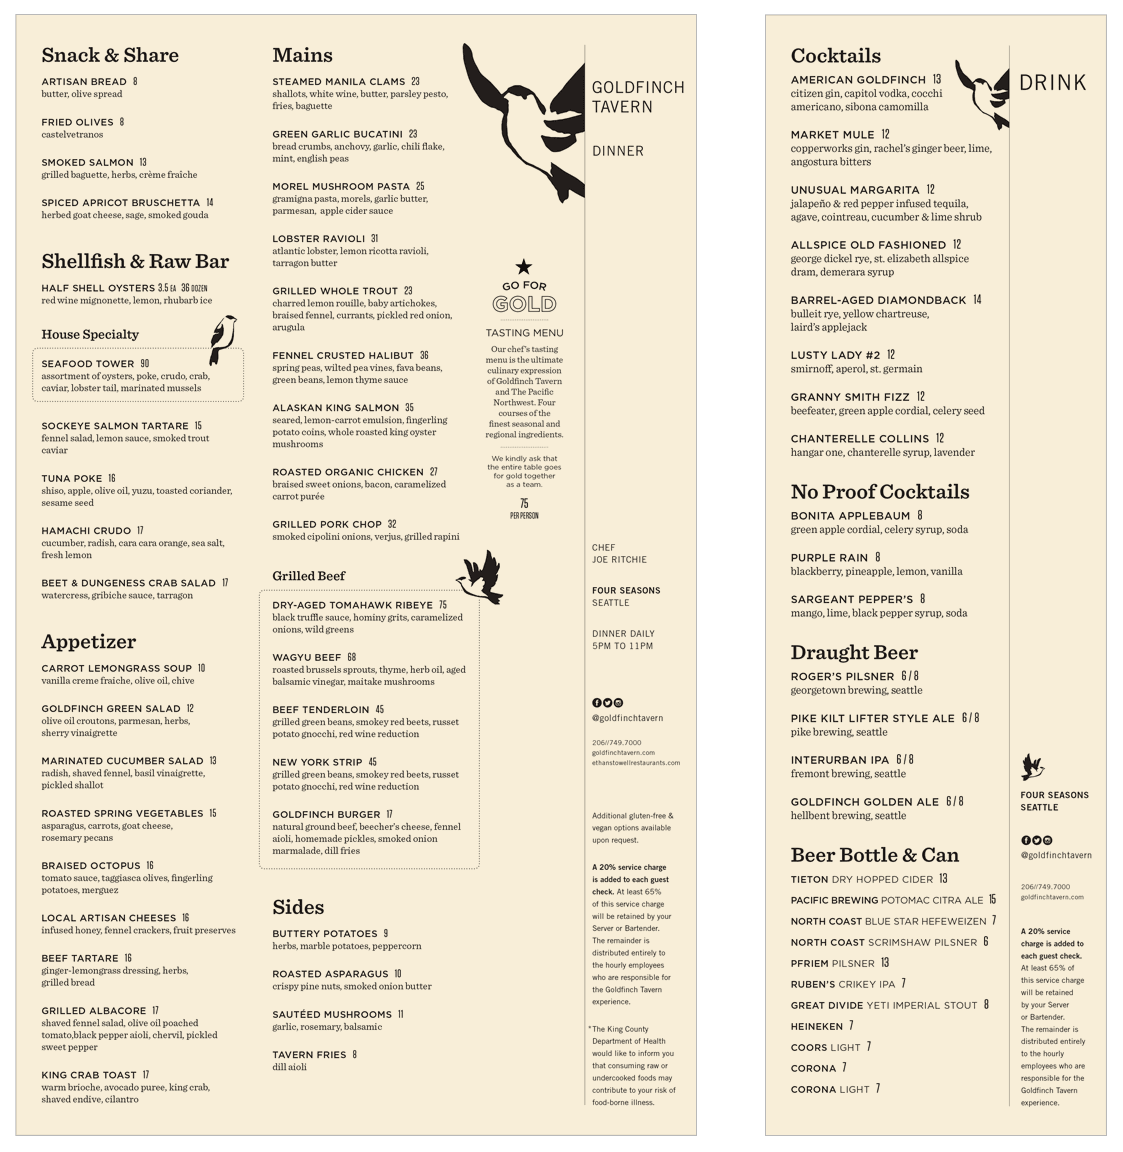 Snack & Share
ARTISAN BREAD 8
butter, olive spread
FRIED OLIVES 8
castelvetranos
SMOKED SALMON 13
grilled baguette, herbs, crème fraîche
SPICED APRICOT BRUSCHETTA 14
herbed goat cheese, sage, smoked gouda
Shellfish & Raw Bar
HALF SHELL OYSTERS 3.5 EA 36 DOZEN
red wine mignonette, lemon, rhubarb ice
House Specialty
SEAFOOD TOWER 90
assortment of oysters, poke, crudo, crab,
caviar, lobster tail, marinated mussels
SOCKEYE SALMON TARTARE 15
fennel salad, lemon sauce, smoked trout
caviar
TUNA POKE 16
shiso, apple, olive oil, yuzu, toasted coriander,
sesame seed
HAMACHI CRUDO 17
cucumber, radish, cara cara orange, sea salt,
fresh lemon
BEET & DUNGENESS CRAB SALAD 17
watercress, gribiche sauce, tarragon
Appetizer
CARROT LEMONGRASS SOUP 10
vanilla creme fraiche, olive oil, chive
GOLDFINCH GREEN SALAD 12
olive oil croutons, parmesan, herbs,
sherry vinaigrette
MARINATED CUCUMBER SALAD 13
radish, shaved fennel, basil vinaigrette,
pickled shallot
ROASTED SPRING VEGETABLES 15
asparagus, carrots, goat cheese,
rosemary pecans
BRAISED OCTOPUS 16
tomato sauce, taggiasca olives, fingerling
potatoes, merguez
LOCAL ARTISAN CHEESES 16
infused honey, fennel crackers, fruit preserves
BEEF TARTARE 16
ginger-lemongrass dressing, herbs,
grilled bread
GRILLED ALBACORE 17
shaved fennel salad, olive oil poached
tomato,black pepper aioli, chervil, pickled
sweet pepper
KING CRAB TOAST 17
warm brioche, avocado puree, king crab,
shaved endive, cilantro
Mains
STEAMED MANILA CLAMS 23
shallots, white wine, butter, parsley pesto,
fries, baguette
GREEN GARLIC BUCATINI 23
bread crumbs, anchovy, garlic, chili flake,
mint, english peas
MOREL MUSHROOM PASTA 25
gramigna pasta, morels, garlic butter,
parmesan, apple cider sauce
LOBSTER RAVIOLI 31
atlantic lobster, lemon ricotta ravioli,
tarragon butter
GRILLED WHOLE TROUT 23
charred lemon rouille, baby artichokes,
braised fennel, currants, pickled red onion,
arugula
FENNEL CRUSTED HALIBUT 36
spring peas, wilted pea vines, fava beans,
green beans, lemon thyme sauce
ALASKAN KING SALMON 35
seared, lemon-carrot emulsion, fingerling
potato coins, whole roasted king oyster
mushrooms
ROASTED ORGANIC CHICKEN 27
braised sweet onions, bacon, caramelized
carrot purée
GRILLED PORK CHOP 32
smoked cipolini onions, verjus, grilled rapini
Grilled Beef
DRY-AGED TOMAHAWK RIBEYE 75
black truffle sauce, hominy grits, caramelized
onions, wild greens
WAGYU BEEF 68
roasted brussels sprouts, thyme, herb oil, aged
balsamic vinegar, maitake mushrooms
BEEF TENDERLOIN 45
grilled green beans, smokey red beets, russet
potato gnocchi, red wine reduction
NEW YORK STRIP 45
grilled green beans, smokey red beets, russet
potato gnocchi, red wine reduction
GOLDFINCH BURGER 17
natural ground beef, beecher's cheese, fennel
aioli, homemade pickles, smoked onion
marmalade, dill fries
Sides
BUTTERY POTATOES 9
herbs, marble potatoes, peppercorn
ROASTED ASPARAGUS 10
crispy pine nuts, smoked onion butter
SAUTÉED MUSHROOMS 11
garlic, rosemary, balsamic
TAVERN FRIES 8
dill aioli
GO FOR
GOLD
TASTING MENU
Our chef's tasting
menu is the ultimate
culinary expression
of Goldfinch Tavern
and The Pacific
Northwest. Four
courses of the
finest seasonal and
regional ingredients.
We kindly ask that
the entire table goes
for gold together
as a team.
75
PER PERSON
GOLDFINCH
TAVERN
DINNER
CHEF
JOE RITCHIE
FOUR SEASONS
SEATTLE
DINNER DAILY
5PM TO 11PM
@goldfinchtavern
206//749.7000
goldfinchtavern.com
ethanstowellrestaurants.com
Additional gluten-free &
vegan options available
upon request.
A 20% service charge
is added to each guest
check. At least 65%
of this service charge
will be retained by your
Server or Bartender.
The remainder is
distributed entirely to
the hourly employees
who are responsible for
the Goldfinch Tavern
experience.
*The King County
Department of Health
would like to inform you
that consuming raw or
undercooked foods may
contribute to your risk of
food-borne illness.
Cocktails
AMERICAN GOLDFINCH 13
citizen gin, capitol vodka, cocchi
americano, sibona camomilla
MARKET MULE 12
copperworks gin, rachel's ginger beer, lime,
angostura bitters
UNUSUAL MARGARITA 12
jalapeño & red pepper infused tequila,
agave, cointreau, cucumber & lime shrub
ALLSPICE OLD FASHIONED 12
george dickel rye, st. elizabeth allspice
dram, demerara syrup
BARREL-AGED DIAMONDBACK 14
bulleit rye, yellow chartreuse,
laird's applejack
LUSTY LADY #2 12
smirnoff, aperol, st. germain
GRANNY SMITH FIZZ 12
beefeater, green apple cordial, celery seed
CHANTERELLE COLLINS 12
hangar one, chanterelle syrup, lavender
No Proof Cocktails
BONITA APPLEBAUM 8
green apple cordial, celery syrup, soda
PURPLE RAIN 8
blackberry, pineapple, lemon, vanilla
SARGEANT PEPPER'S 8
mango, lime, black pepper syrup, soda
Draught Beer
ROGER'S PILSNER 6/8
georgetown brewing, seattle
PIKE KILT LIFTER STYLE ALE 6/8
pike brewing, seattle
INTERURBAN IPA 6/8
fremont brewing, seattle
GOLDFINCH GOLDEN ALE 6/8
hellbent brewing, seattle
Beer Bottle & Can
TIETON DRY HOPPED CIDER 13
PACIFIC BREWING POTOMAC CITRA ALE 15
NORTH COAST BLUE STAR HEFEWEIZEN 7
NORTH COAST SCRIMSHAW PILSNER 6
PFRIEM PILSNER 13
RUBEN'S CRIKEY IPA 7
GREAT DIVIDE YETI IMPERIAL STOUT 8
HEINEKEN 7
COORS LIGHT 7
CORONA 7
CORONA LIGHT 7
DRINK
FOUR SEASONS
SEATTLE
@goldfinchtavern
206//749.7000
goldfinchtavern.com
A 20% service
charge is added to
each guest check.
At least 65% of
this service charge
will be retained
by your Server
or Bartender.
The remainder is
distributed entirely
to the hourly
employees who are
responsible for the
Goldfinch Tavern
experience.